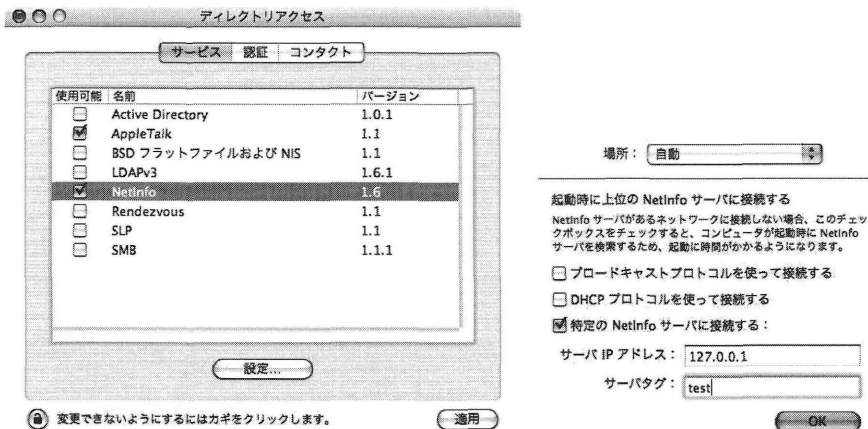 ディレクトリアクセス
サービス 認証 コンタクト
使用可能 名前 バージョン
Active Directory 1.0.1
AppleTalk 1.1
BSD フラットファイルおよび NIS 1.1
LDAPv3 1.6.1
NetInfo 1.6
Rendezvous 1.1
SLP 1.1
SMB 1.1.1
設定...
変更できないようにするにはカギをクリックします。
適用
場所： 自動
起動時に上位の NetInfo サーバに接続する
NetInfo サーバがあるネットワークに接続しない場合、このチェッ
クボックスをチェックすると、コンピュータが起動時に NetInfo
サーバを検索するため、起動に時間がかかるようになります。
ブロードキャストプロトコルを使って接続する
DHCP プロトコルを使って接続する
特定の NetInfo サーバに接続する：
サーバ IP アドレス： 127.0.0.1
サーバタグ： test
OK